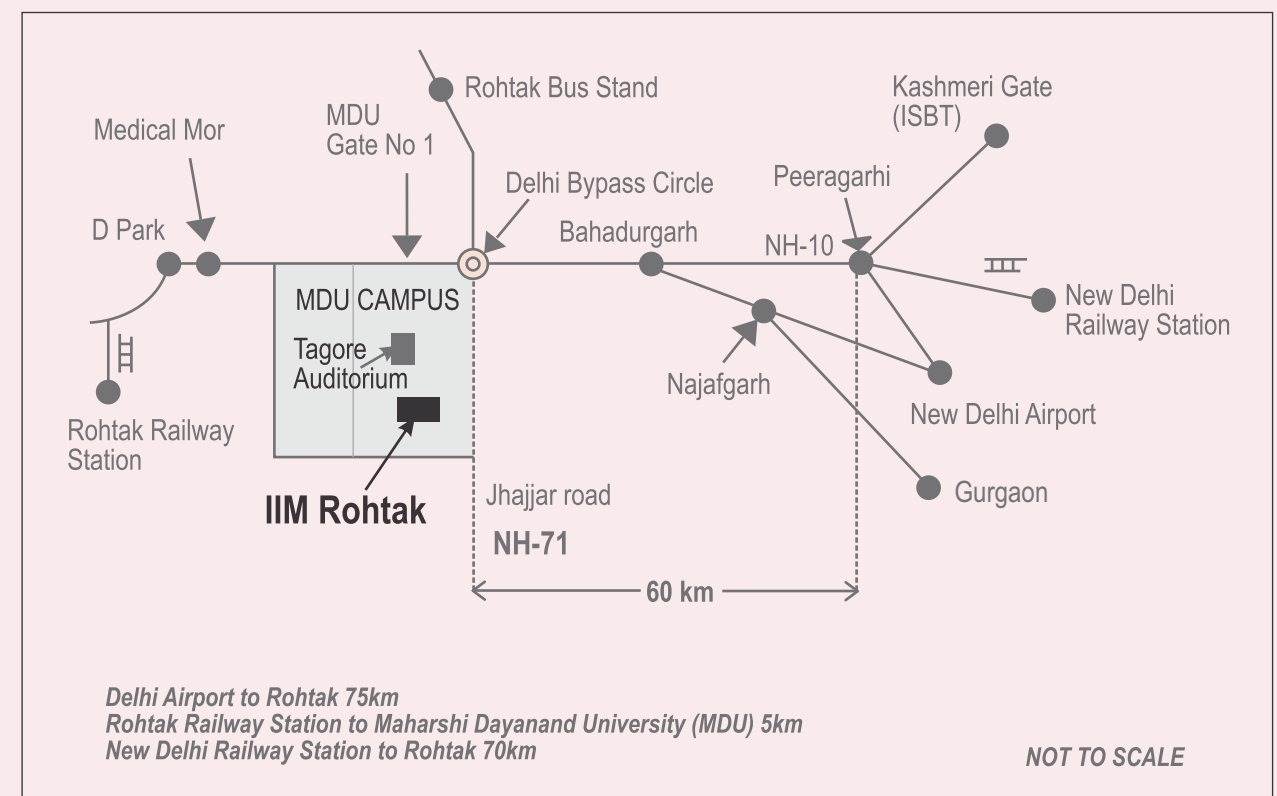 Rohtak Bus Stand
Kashmeri Gate
(ISBT)
MDU
Gate No 1
Medical Mor
Peeragarhi
Delhi Bypass Circle
D Park
Bahadurgarh
NH-10
MDU CAMPUS
New Delhi
Railway Station
Tagore
Auditorium
Najafgarh
New Delhi Airport
Rohtak Railway
Station
IIM Rohtak
Jhajjar road
Gurgaon
NH-71
60 km
Delhi Airport to Rohtak 75km
Rohtak Railway Station to Maharshi Dayanand University (MDU) 5km
New Delhi Railway Station to Rohtak 70km
NOT TO SCALE